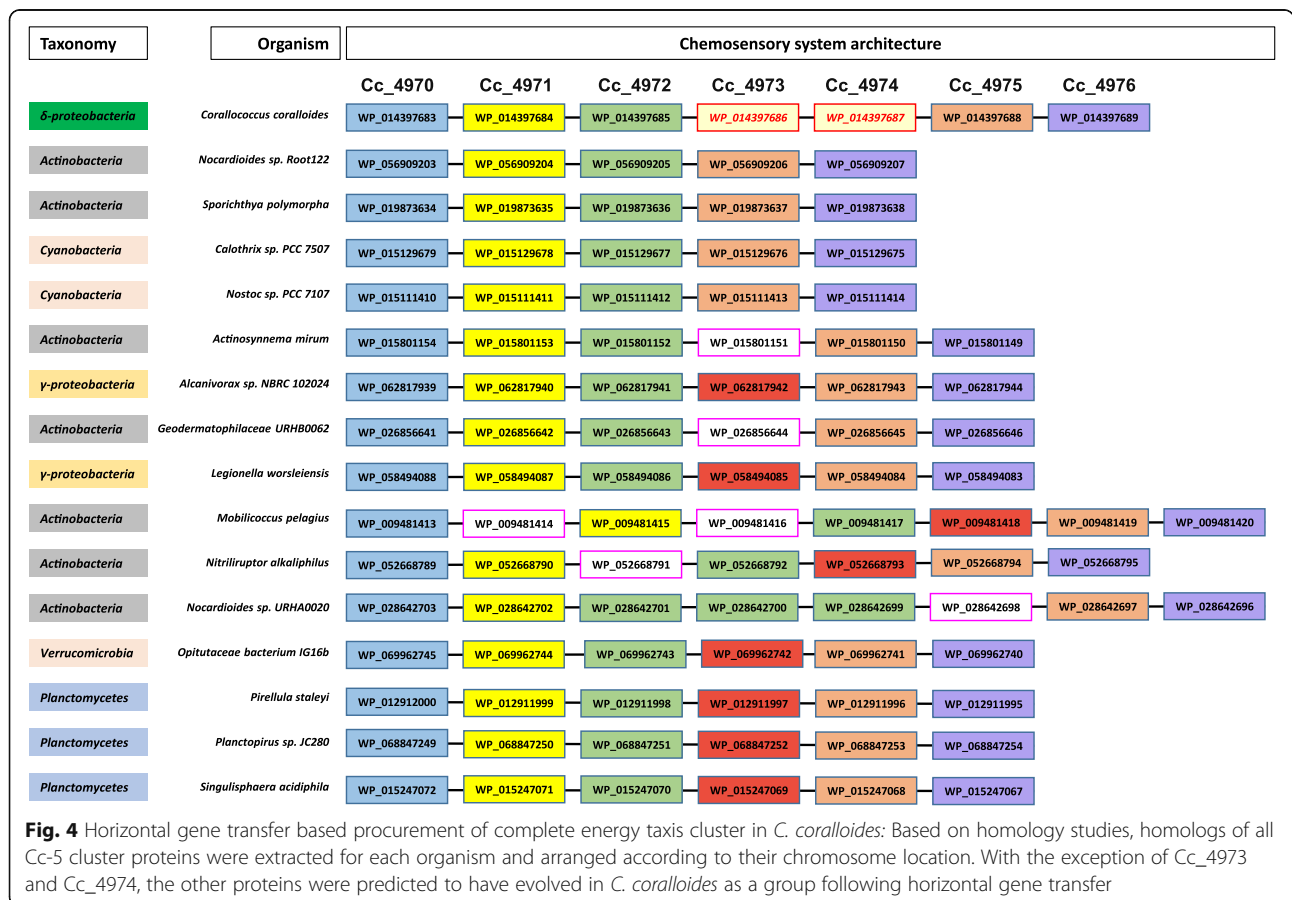 Taxonomy Organism Chemosensory system architecture
Cc_4970 Cc_4971 Cc_4972 Cc_4973 Cc_4974 Cc_4975 Cc_4976
δ-proteobacteria Corallococcus coralloides WP_014397683 WP_014397684 WP_014397685 WP_014397686 WP_014397687 WP_014397688 WP_014397689
Actinobacteria Nocardioides sp. Root122 WP_056909203 WP_056909204 WP_056909205 WP_056909206 WP_056909207
Actinobacteria Sporichthya polymorpha WP_019873634 WP_019873635 WP_019873636 WP_019873637 WP_019873638
Cyanobacteria Calothrix sp. PCC 7507 WP_015129679 WP_015129678 WP_015129677 WP_015129676 WP_015129675
Cyanobacteria Nostoc sp. PCC 7107 WP_015111410 WP_015111411 WP_015111412 WP_015111413 WP_015111414
Actinobacteria Actinosynnema mirum WP_015801154 WP_015801153 WP_015801152 WP_015801151 WP_015801150 WP_015801149
γ-proteobacteria Alcanivorax sp. NBRC 102024 WP_062817939 WP_062817940 WP_062817941 WP_062817942 WP_062817943 WP_062817944
Actinobacteria Geodermatophilaceae URHB0062 WP_026856641 WP_026856642 WP_026856643 WP_026856644 WP_026856645 WP_026856646
γ-proteobacteria Legionella worsleiensis WP_058494088 WP_058494087 WP_058494086 WP_058494085 WP_058494084 WP_058494083
Actinobacteria Mobilicoccus pelagius WP_009481413 WP_009481414 WP_009481415 WP_009481416 WP_009481417 WP_009481418 WP_009481419 WP_009481420
Actinobacteria Nitriliruptor alkaliphilus WP_052668789 WP_052668790 WP_052668791 WP_052668792 WP_052668793 WP_052668794 WP_052668795
Actinobacteria Nocardioides sp. URHA0020 WP_028642703 WP_028642702 WP_028642701 WP_028642700 WP_028642699 WP_028642698 WP_028642697 WP_028642696
Verrucomicrobia Opitutaceae bacterium IG16b WP_069962745 WP_069962744 WP_069962743 WP_069962742 WP_069962741 WP_069962740
Planctomycetes Pirellula staleyi WP_012912000 WP_012911999 WP_012911998 WP_012911997 WP_012911996 WP_012911995
Planctomycetes Planctopirus sp. JC280 WP_068847249 WP_068847250 WP_068847251 WP_068847252 WP_068847253 WP_068847254
Planctomycetes Singulisphaera acidiphila WP_015247072 WP_015247071 WP_015247070 WP_015247069 WP_015247068 WP_015247067
Fig. 4 Horizontal gene transfer based procurement of complete energy taxis cluster in C. coralloides: Based on homology studies, homologs of all
Cc-5 cluster proteins were extracted for each organism and arranged according to their chromosome location. With the exception of Cc_4973
and Cc_4974, the other proteins were predicted to have evolved in C. coralloides as a group following horizontal gene transfer